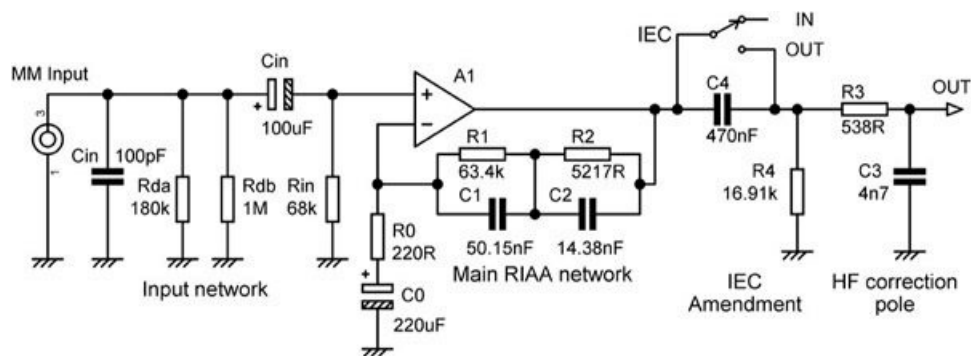 MM Input
3
1
Cin
100pF
Rda
180k
Rdb
1M
Cin
+
100uF
Rin
68k
Input network
A1
+
−
R1
63.4k
R2
5217R
C1
50.15nF
C2
14.38nF
Main RIAA network
R0
220R
+
C0
220uF
IEC
IN
OUT
C4
470nF
R4
16.91k
IEC
Amendment
R3
538R
OUT
C3
4n7
HF correction
pole